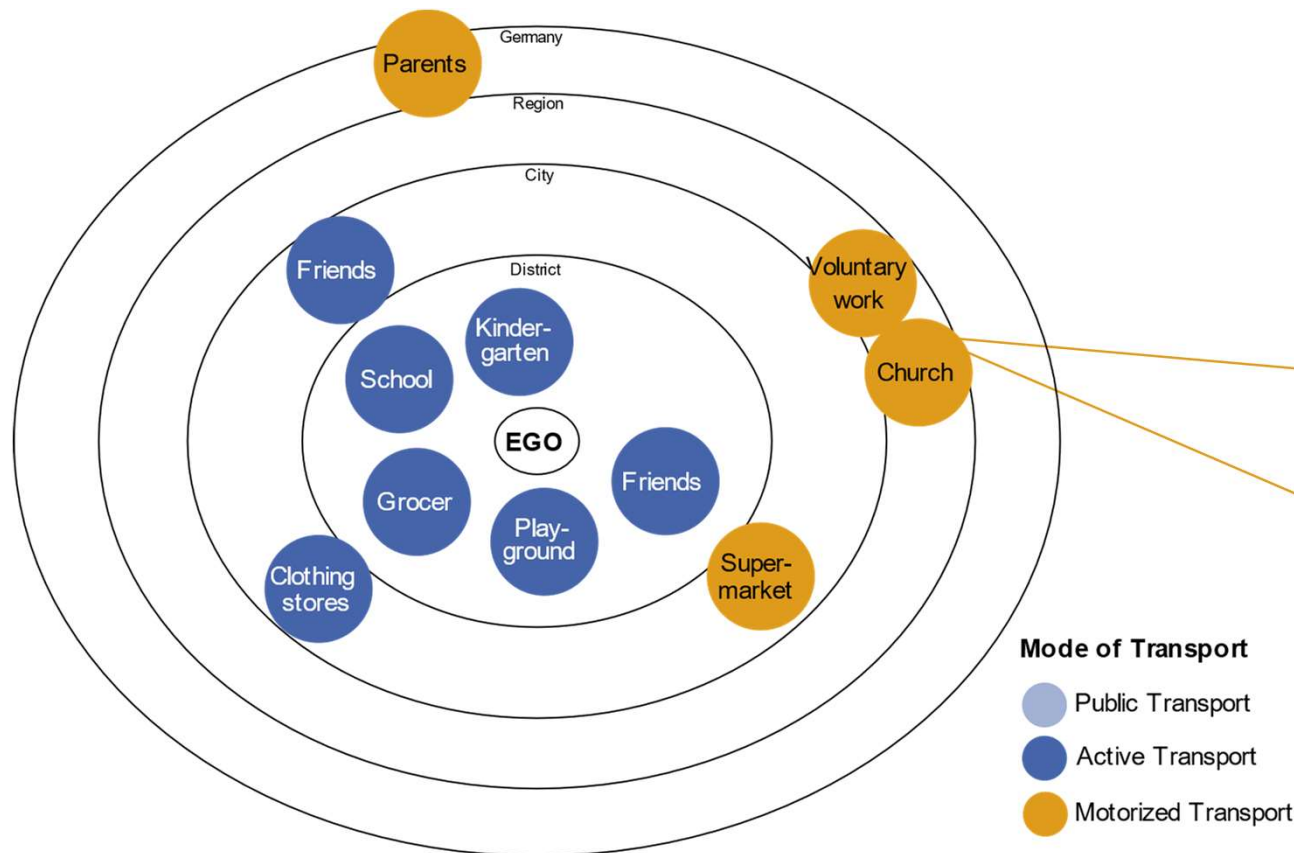 Germany
Parents
Region
City
Friends
District
Voluntary
work
Kinder-
garten
School
Church
EGO
Friends
Grocer
Play-
ground
Super-
market
Clothing
stores
Mode of Transport
Public Transport
Active Transport
Motorized Transport